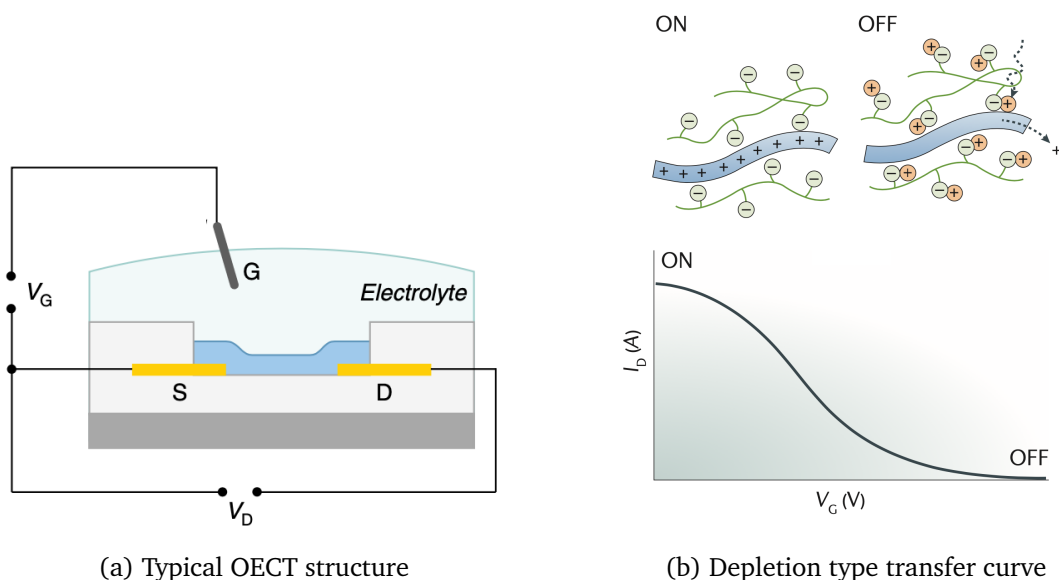 ON
OFF
G
V_G
Electrolyte
S
D
V_D
(a) Typical OECT structure
+ + + + + + + + +
− − − − − − − −
+
ON
I_D (A)
OFF
V_G (V)
(b) Depletion type transfer curve